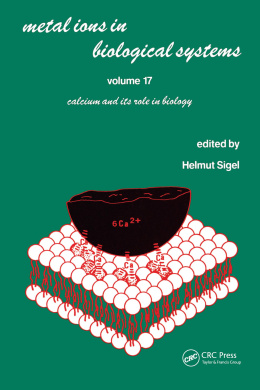 metal ions in
biological systems
volume 17
calcium and its role in biology
edited by
Helmut Sigel
6Ca2+
CRC
CRC Press
Taylor & Francis Group